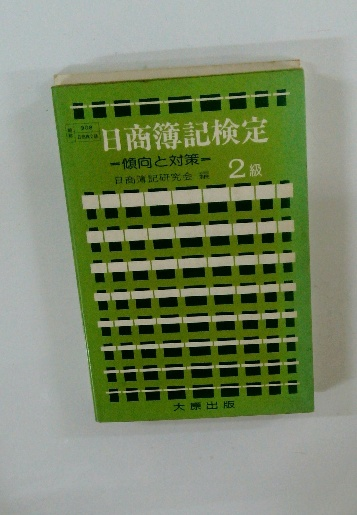 日商簿記検定
−傾向と対策−
日商簿記研究会 編
2級
大原出版